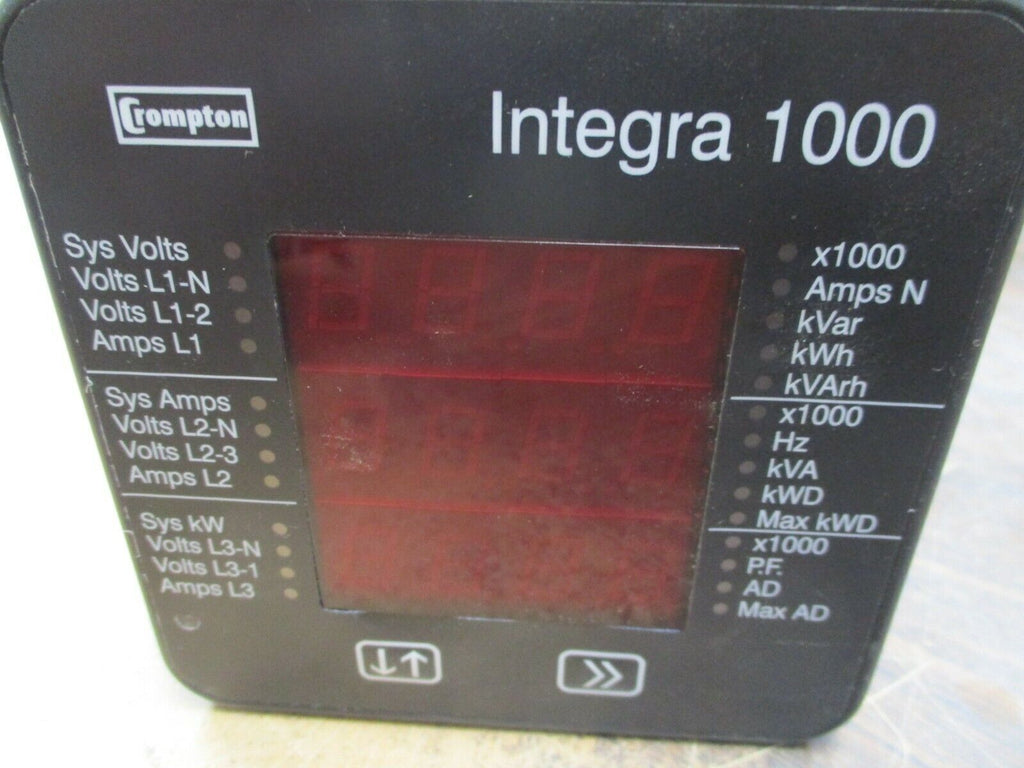 Crompton
Integra 1000
Sys Volts
Volts L1-N
Volts L1-2
Amps L1
Sys Amps
Volts L2-N
Volts L2-3
Amps L2
Sys kW
Volts L3-N
Volts L3-1
Amps L3
x1000
Amps N
kVar
kWh
kVArh
x1000
Hz
kVA
kWD
Max kWD
x1000
P.F.
AD
Max AD